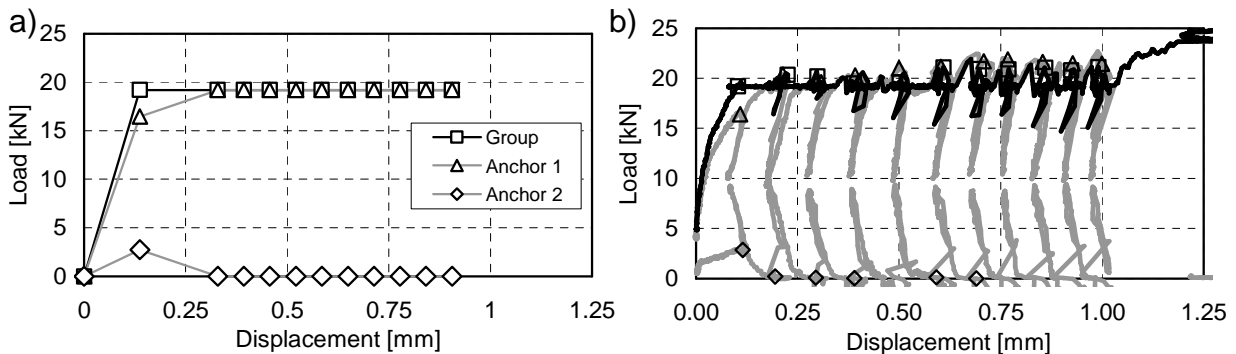 a)
25
20
15
10
5
0
Load [kN]
Group
Anchor 1
Anchor 2
0 0.25 0.5 0.75 1 1.25
Displacement [mm]
b)
25
20
15
10
5
0
Load [kN]
0.00 0.25 0.50 0.75 1.00 1.25
Displacement [mm]